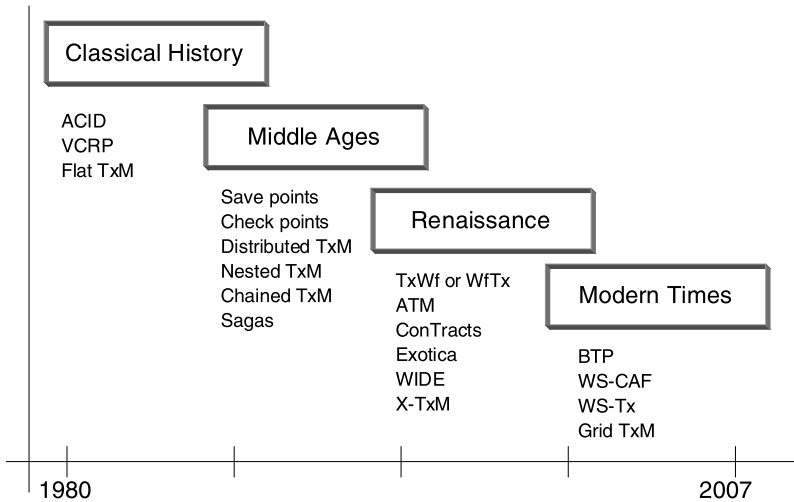 Classical History
ACID
VCRP
Flat TxM
Middle Ages
Save points
Check points
Distributed TxM
Nested TxM
Chained TxM
Sagas
Renaissance
TxWf or WfTx
ATM
ConTracts
Exotica
WIDE
X-TxM
Modern Times
BTP
WS-CAF
WS-Tx
Grid TxM
1980
2007